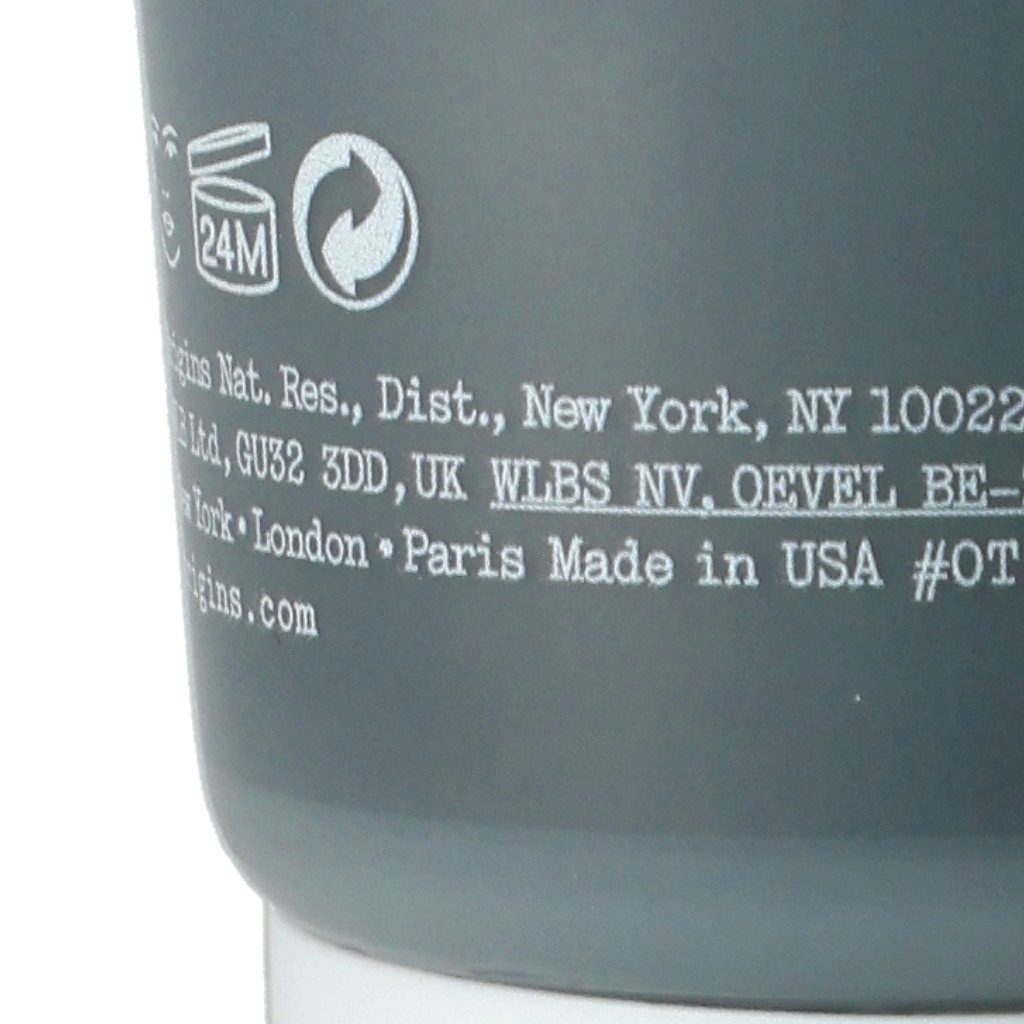 24M
Nat. Res., Dist., New York, NY 10022
Ltd, GU32 3DD, UK WLBS NV. OEVEL BE-
York • London • Paris Made in USA #OT
.com